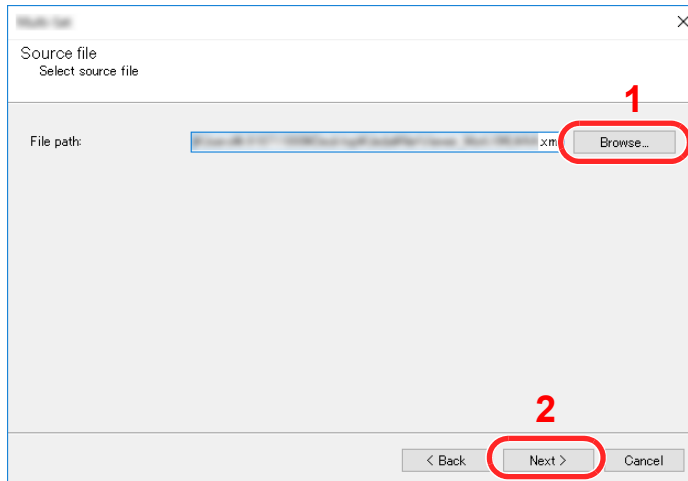 Source file
Select source file
1
File path:
.xm
Browse...
2
< Back
Next >
Cancel